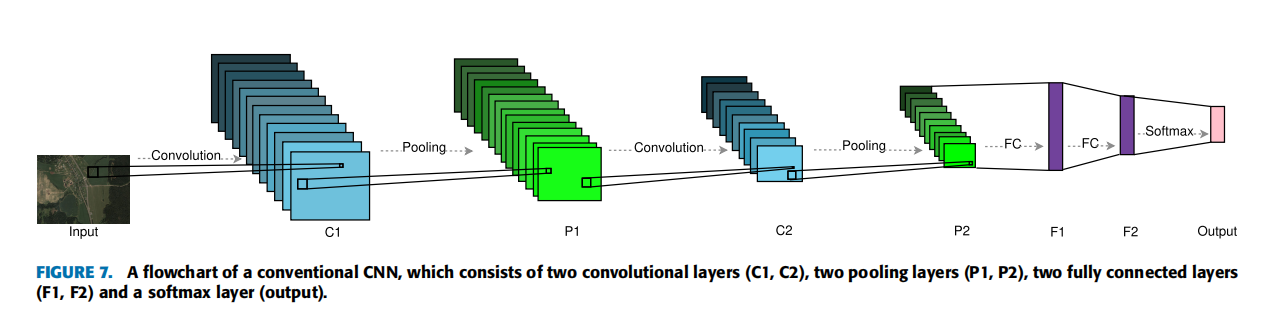 Convolution
Pooling
Convolution
Pooling
FC
FC
Softmax
Input
C1
P1
C2
P2
F1
F2
Output
FIGURE 7. A flowchart of a conventional CNN, which consists of two convolutional layers (C1, C2), two pooling layers (P1, P2), two fully connected layers
(F1, F2) and a softmax layer (output).